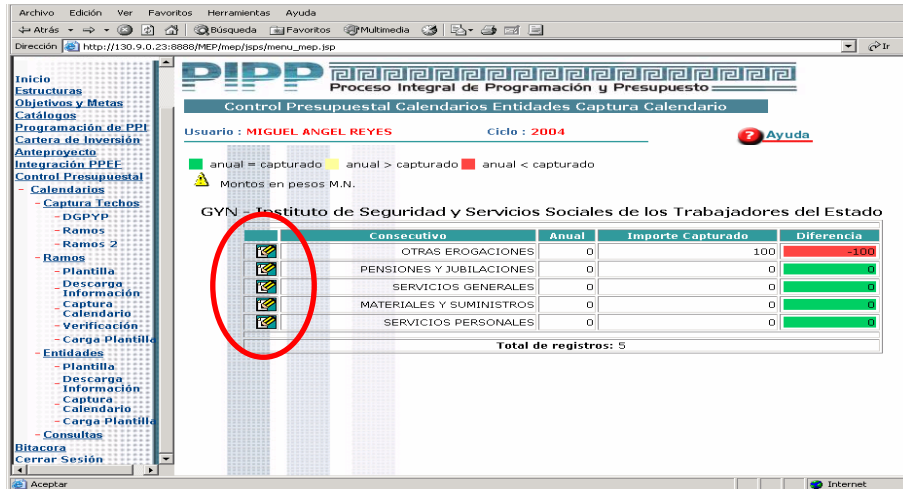 Archivo Edición Ver Favoritos Herramientas Ayuda
Atrás Búsqueda Favoritos Multimedia
Dirección http://130.9.0.23:8888/MEP/mep/jsps/menu_mep.jsp Ir
Inicio
Estructuras
Objetivos y Metas
Catálogos
Programación de PPI
Cartera de Inversión
Anteproyecto
Integración PPEF
Control Presupuestal
- Calendarios
- Captura Techos
- DGPYP
- Ramos
- Ramos 2
- Ramos
- Plantilla
- Descarga Información
- Captura Calendario
- Verificación
- Carga Plantilla
- Entidades
- Plantilla
- Descarga Información
- Captura Calendario
- Carga Plantilla
- Consultas
Bitacora
Cerrar Sesión
PIPP
Proceso Integral de Programación y Presupuesto
Control Presupuestal Calendarios Entidades Captura Calendario
Usuario : MIGUEL ANGEL REYES Ciclo : 2004 ? Ayuda
anual = capturado anual > capturado anual < capturado
Montos en pesos M.N.
GYN - Instituto de Seguridad y Servicios Sociales de los Trabajadores del Estado
Consecutivo Anual Importe Capturado Diferencia
OTRAS EROGACIONES 0 100 -100
PENSIONES Y JUBILACIONES 0 0 0
SERVICIOS GENERALES 0 0 0
MATERIALES Y SUMINISTROS 0 0 0
SERVICIOS PERSONALES 0 0 0
Total de registros: 5
Aceptar Internet